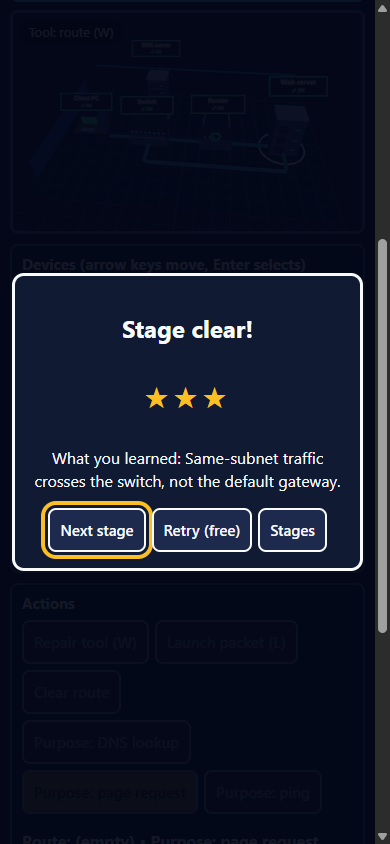 Tool: route (W)
Devices (arrow keys move, Enter selects)
Stage clear!
What you learned: Same-subnet traffic
crosses the switch, not the default gateway.
Next stage
Retry (free)
Stages
Actions
Repair tool (W)
Launch packet (L)
Clear route
Purpose: DNS lookup
Purpose: page request
Purpose: ping
Route: (empty) · Purpose: page request